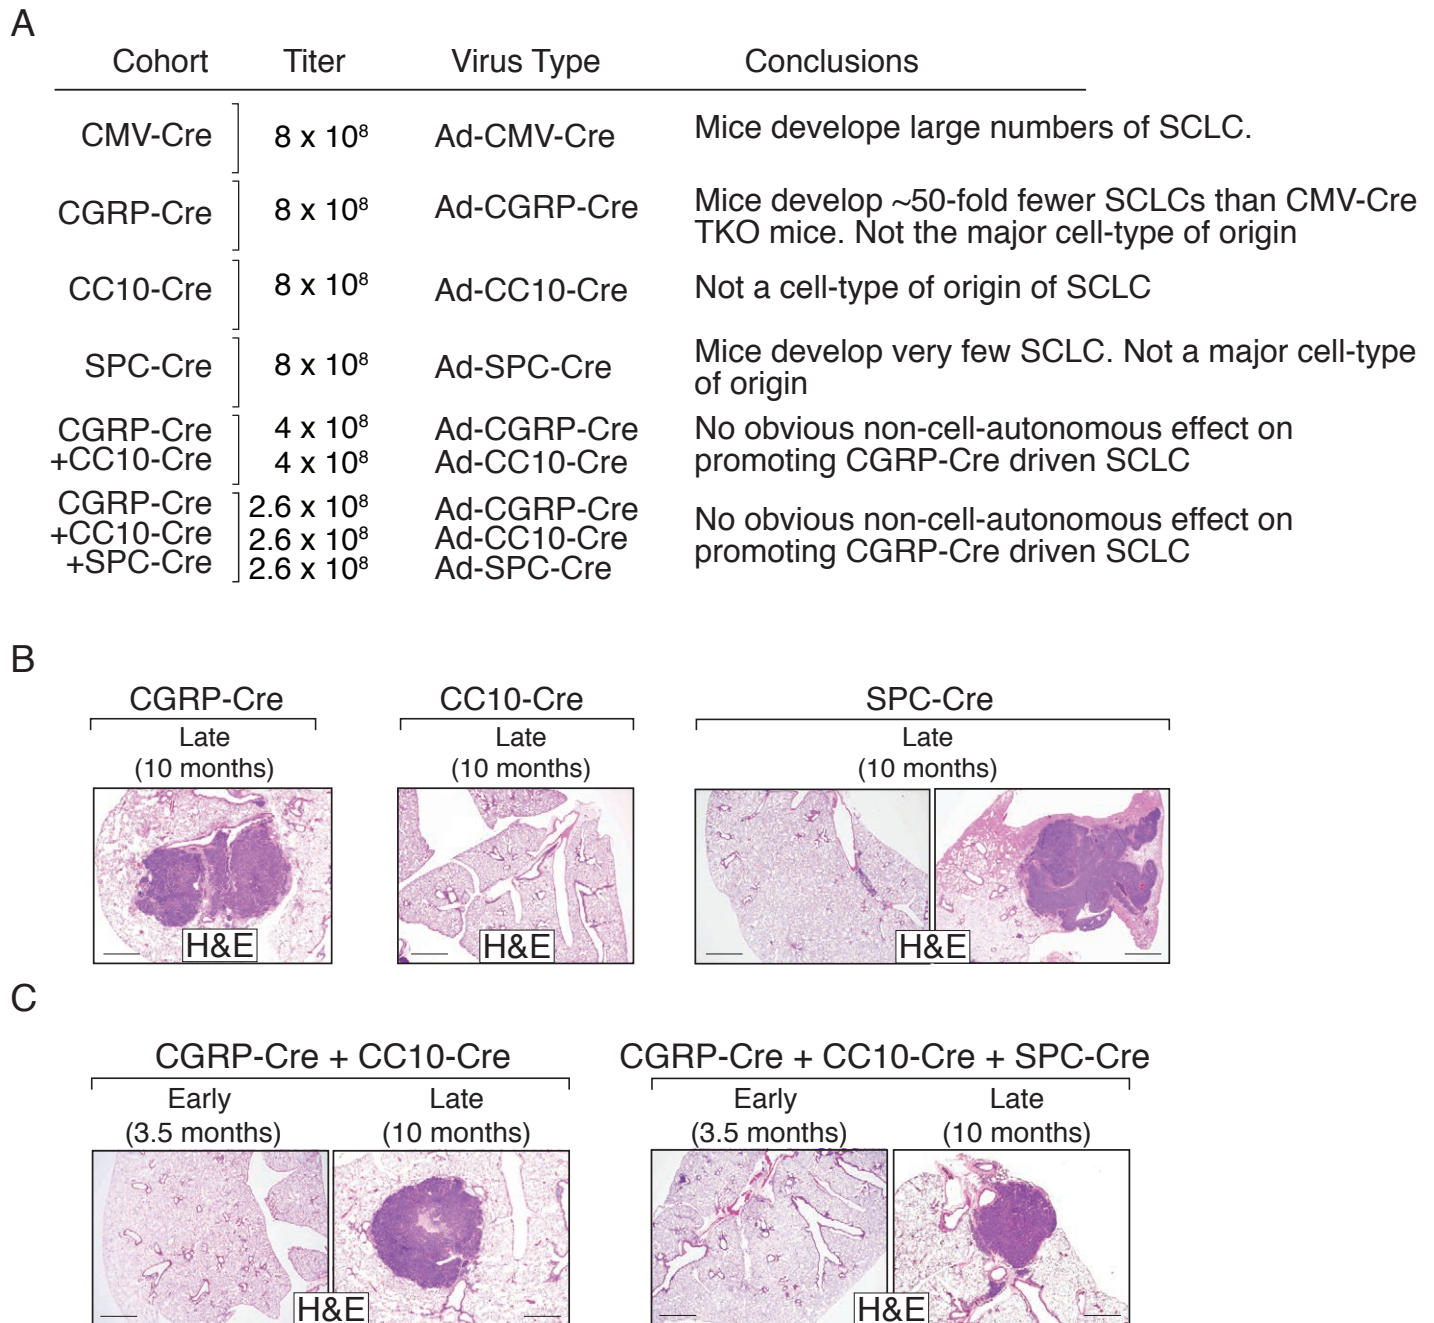 A
Cohort Titer Virus Type Conclusions
CMV-Cre 8 x 10⁸ Ad-CMV-Cre Mice develope large numbers of SCLC.
CGRP-Cre 8 x 10⁸ Ad-CGRP-Cre Mice develop ~50-fold fewer SCLCs than CMV-Cre
TKO mice. Not the major cell-type of origin
CC10-Cre 8 x 10⁸ Ad-CC10-Cre Not a cell-type of origin of SCLC
SPC-Cre 8 x 10⁸ Ad-SPC-Cre Mice develop very few SCLC. Not a major cell-type
of origin
CGRP-Cre 4 x 10⁸ Ad-CGRP-Cre No obvious non-cell-autonomous effect on
+CC10-Cre 4 x 10⁸ Ad-CC10-Cre promoting CGRP-Cre driven SCLC
CGRP-Cre 2.6 x 10⁸ Ad-CGRP-Cre No obvious non-cell-autonomous effect on
+CC10-Cre 2.6 x 10⁸ Ad-CC10-Cre promoting CGRP-Cre driven SCLC
+SPC-Cre 2.6 x 10⁸ Ad-SPC-Cre
B
CGRP-Cre CC10-Cre SPC-Cre
Late Late Late
(10 months) (10 months) (10 months)
H&E H&E H&E
C
CGRP-Cre + CC10-Cre CGRP-Cre + CC10-Cre + SPC-Cre
Early Late Early Late
(3.5 months) (10 months) (3.5 months) (10 months)
H&E H&E